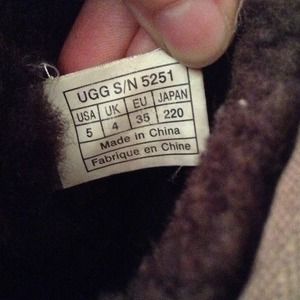 UGG S/N 5251
USA UK EU JAPAN
5 4 35 220
Made in China
Fabrique en Chine